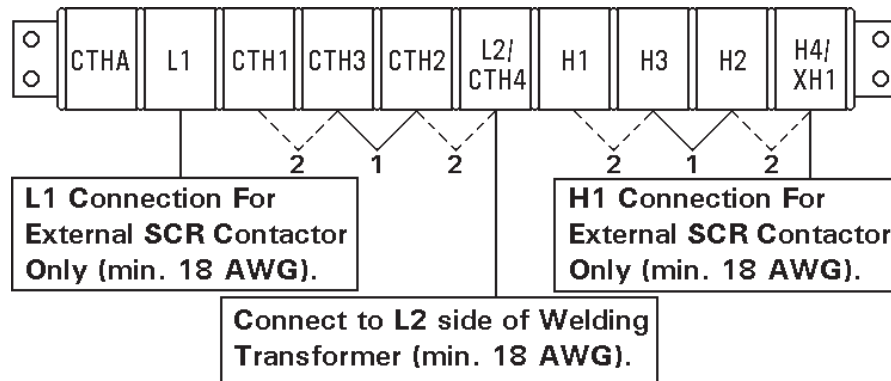 CTHA L1 CTH1 CTH3 CTH2 L2/ CTH4 H1 H3 H2 H4/ XH1
2 1 2 2 1 2
L1 Connection For
External SCR Contactor
Only (min. 18 AWG).
H1 Connection For
External SCR Contactor
Only (min. 18 AWG).
Connect to L2 side of Welding
Transformer (min. 18 AWG).